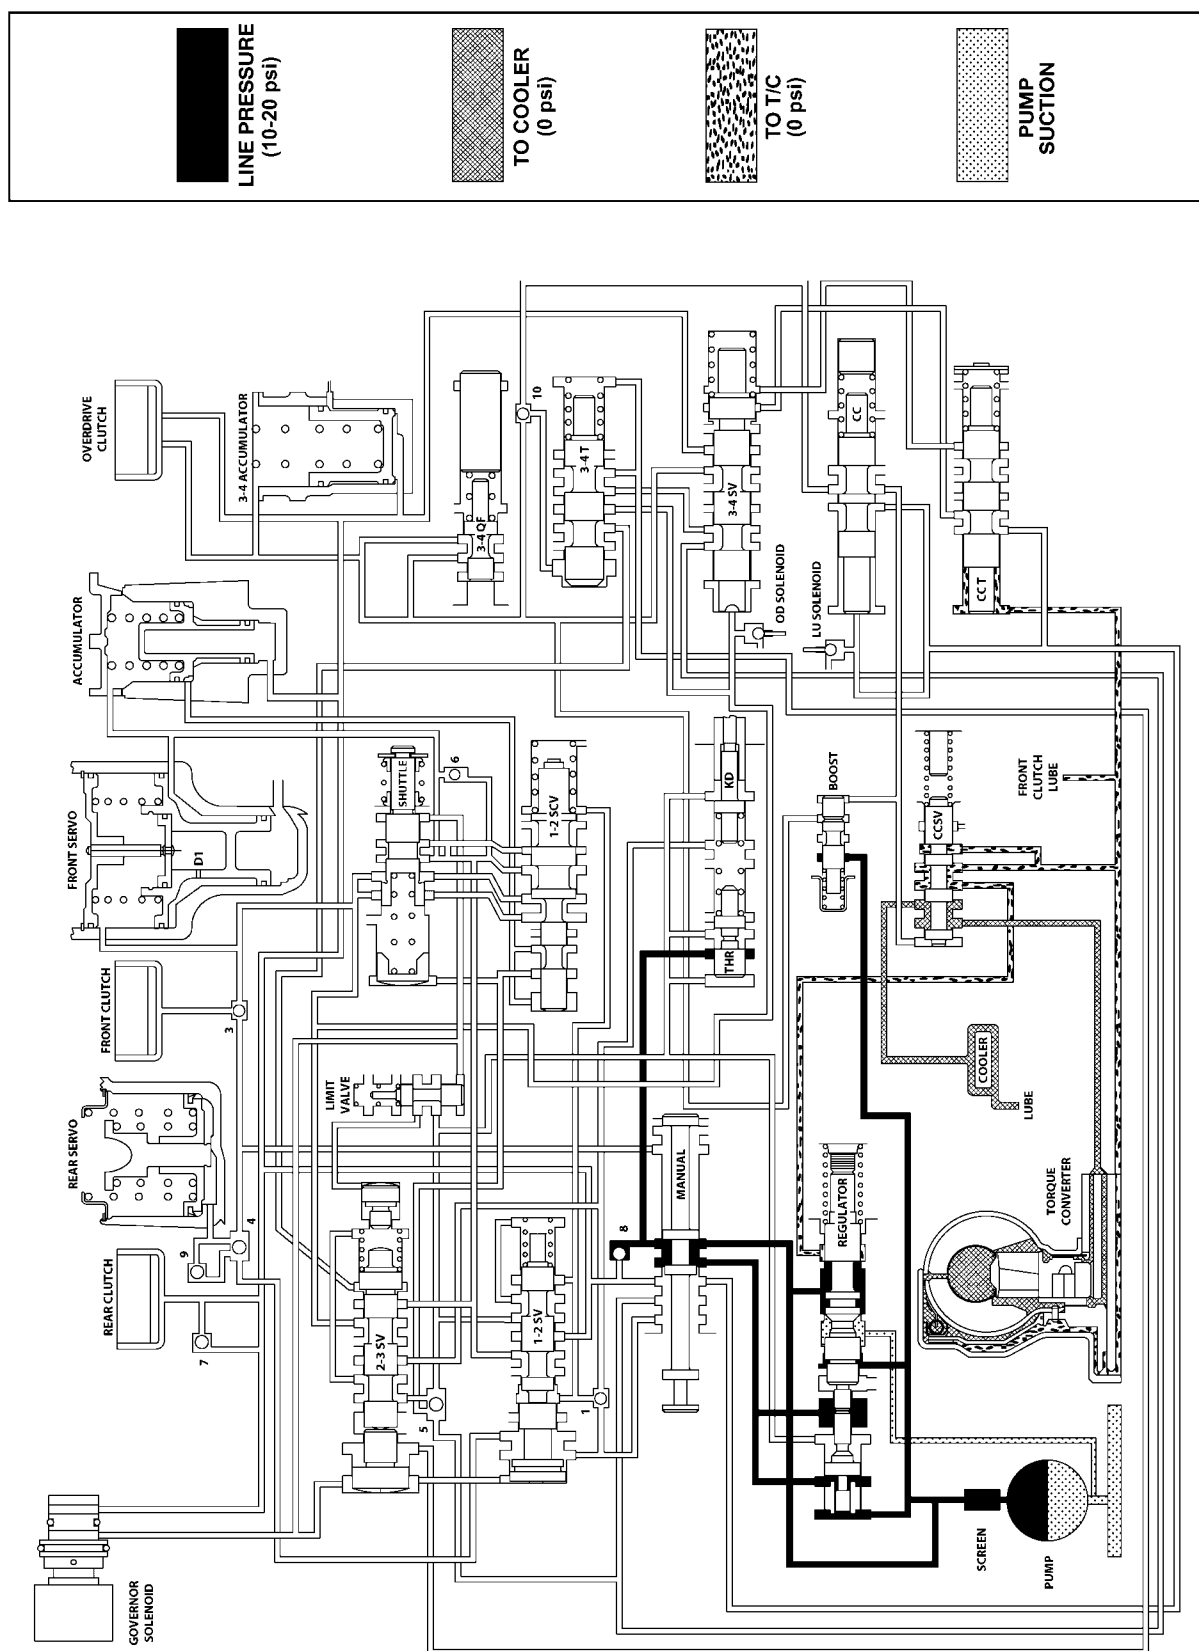 LINE PRESSURE
(10-20 psi)
TO COOLER
(0 psi)
TO T/C
(0 psi)
PUMP
SUCTION
OVERDRIVE
CLUTCH
3-4 ACCUMULATOR
3-4 QF
10
3-4 T
3-4 SV
OD SOLENOID
LU SOLENOID
CC
CC T
ACCUMULATOR
FRONT SERVO
D1
SHUTTLE
6
1-2 SCV
KD
THR
BOOST
CCSV
FRONT
CLUTCH
LUBE
FRONT CLUTCH
3
LIMIT
VALVE
COOLER
LUBE
REAR SERVO
4
9
REAR CLUTCH
7
2-3 SV
5
1-2 SV
1
8
MANUAL
REGULATOR
TORQUE
CONVERTER
GOVERNOR
SOLENOID
SCREEN
PUMP